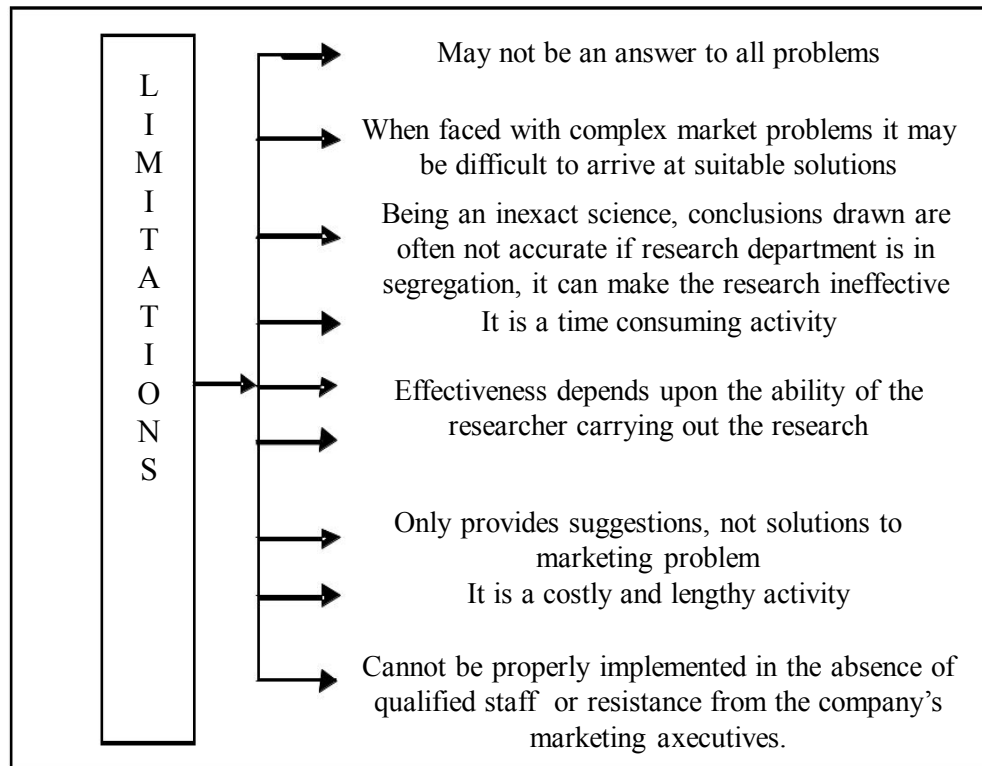 LIMITATIONS
May not be an answer to all problems
When faced with complex market problems it may
be difficult to arrive at suitable solutions
Being an inexact science, conclusions drawn are
often not accurate if research department is in
segregation, it can make the research ineffective
It is a time consuming activity
Effectiveness depends upon the ability of the
researcher carrying out the research
Only provides suggestions, not solutions to
marketing problem
It is a costly and lengthy activity
Cannot be properly implemented in the absence of
qualified staff or resistance from the company's
marketing axecutives.